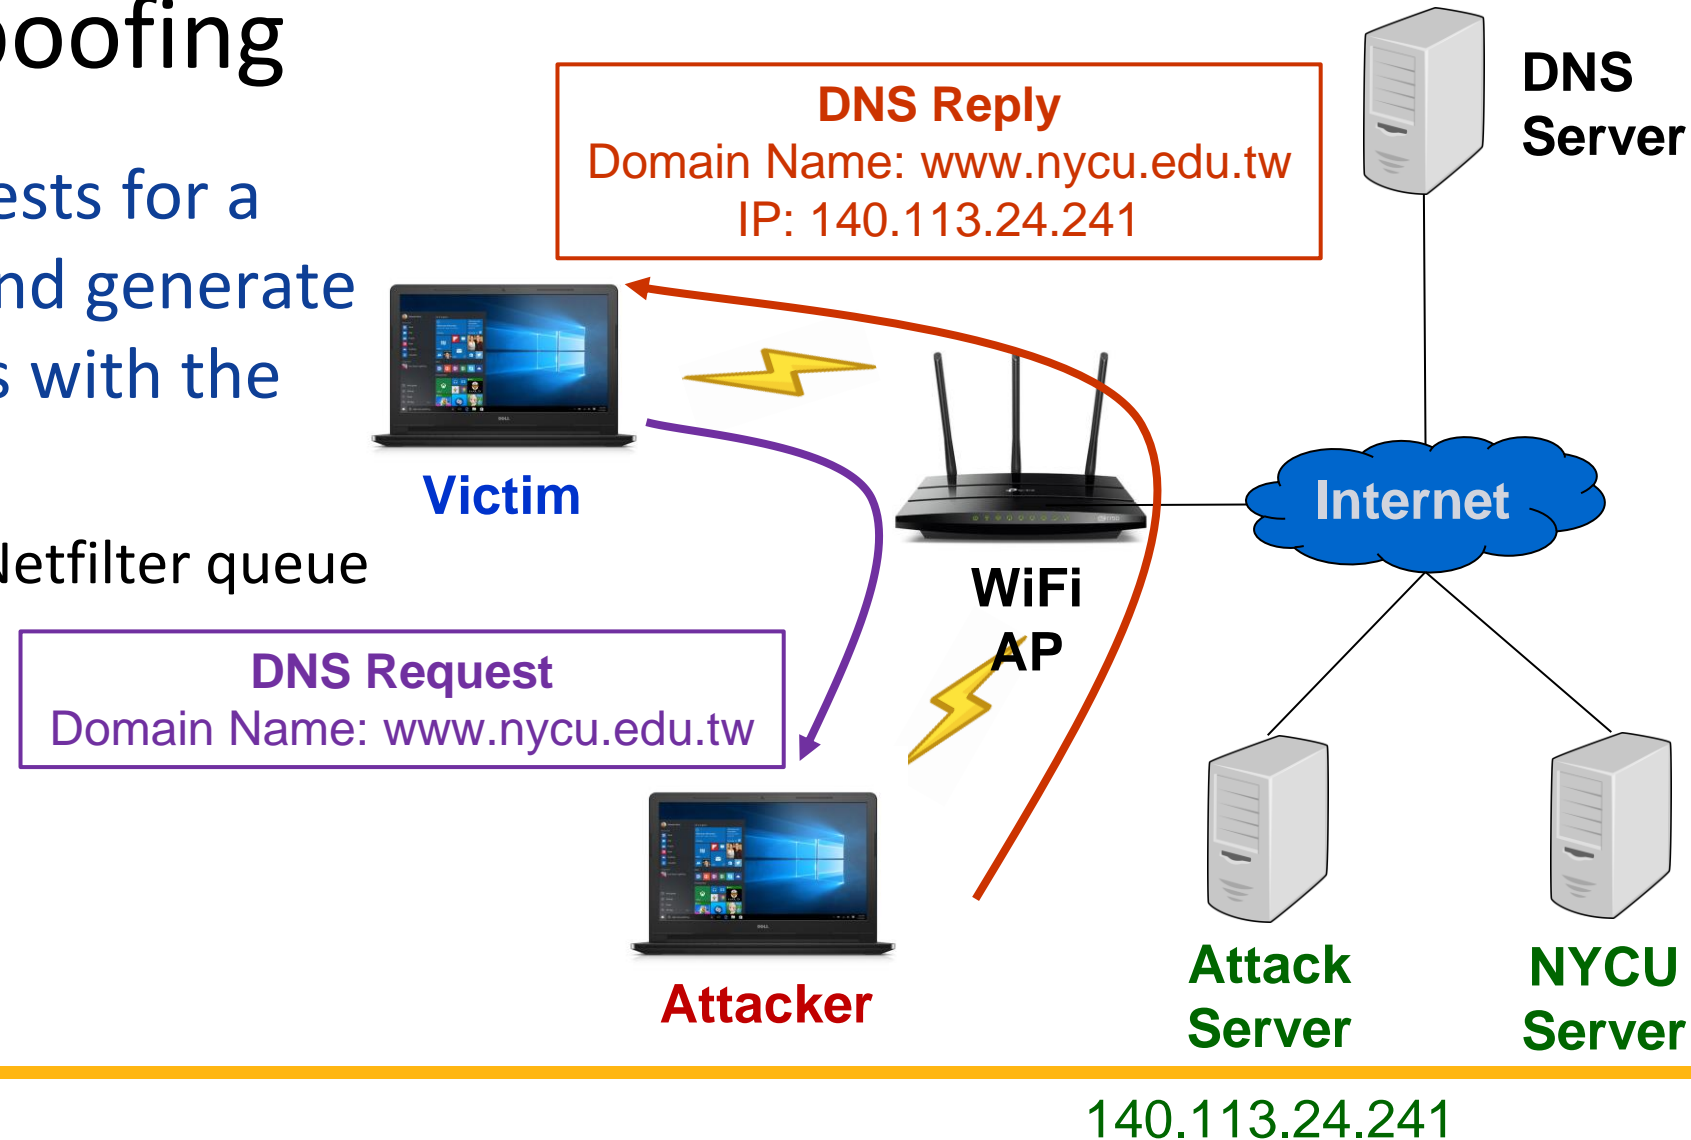 poofing
ests for a
nd generate
s with the
Netfilter queue
DNS Reply
Domain Name: www.nycu.edu.tw
IP: 140.113.24.241
DNS
Server
Victim
Internet
WiFi
AP
DNS Request
Domain Name: www.nycu.edu.tw
Attacker
Attack
Server
NYCU
Server
140.113.24.241